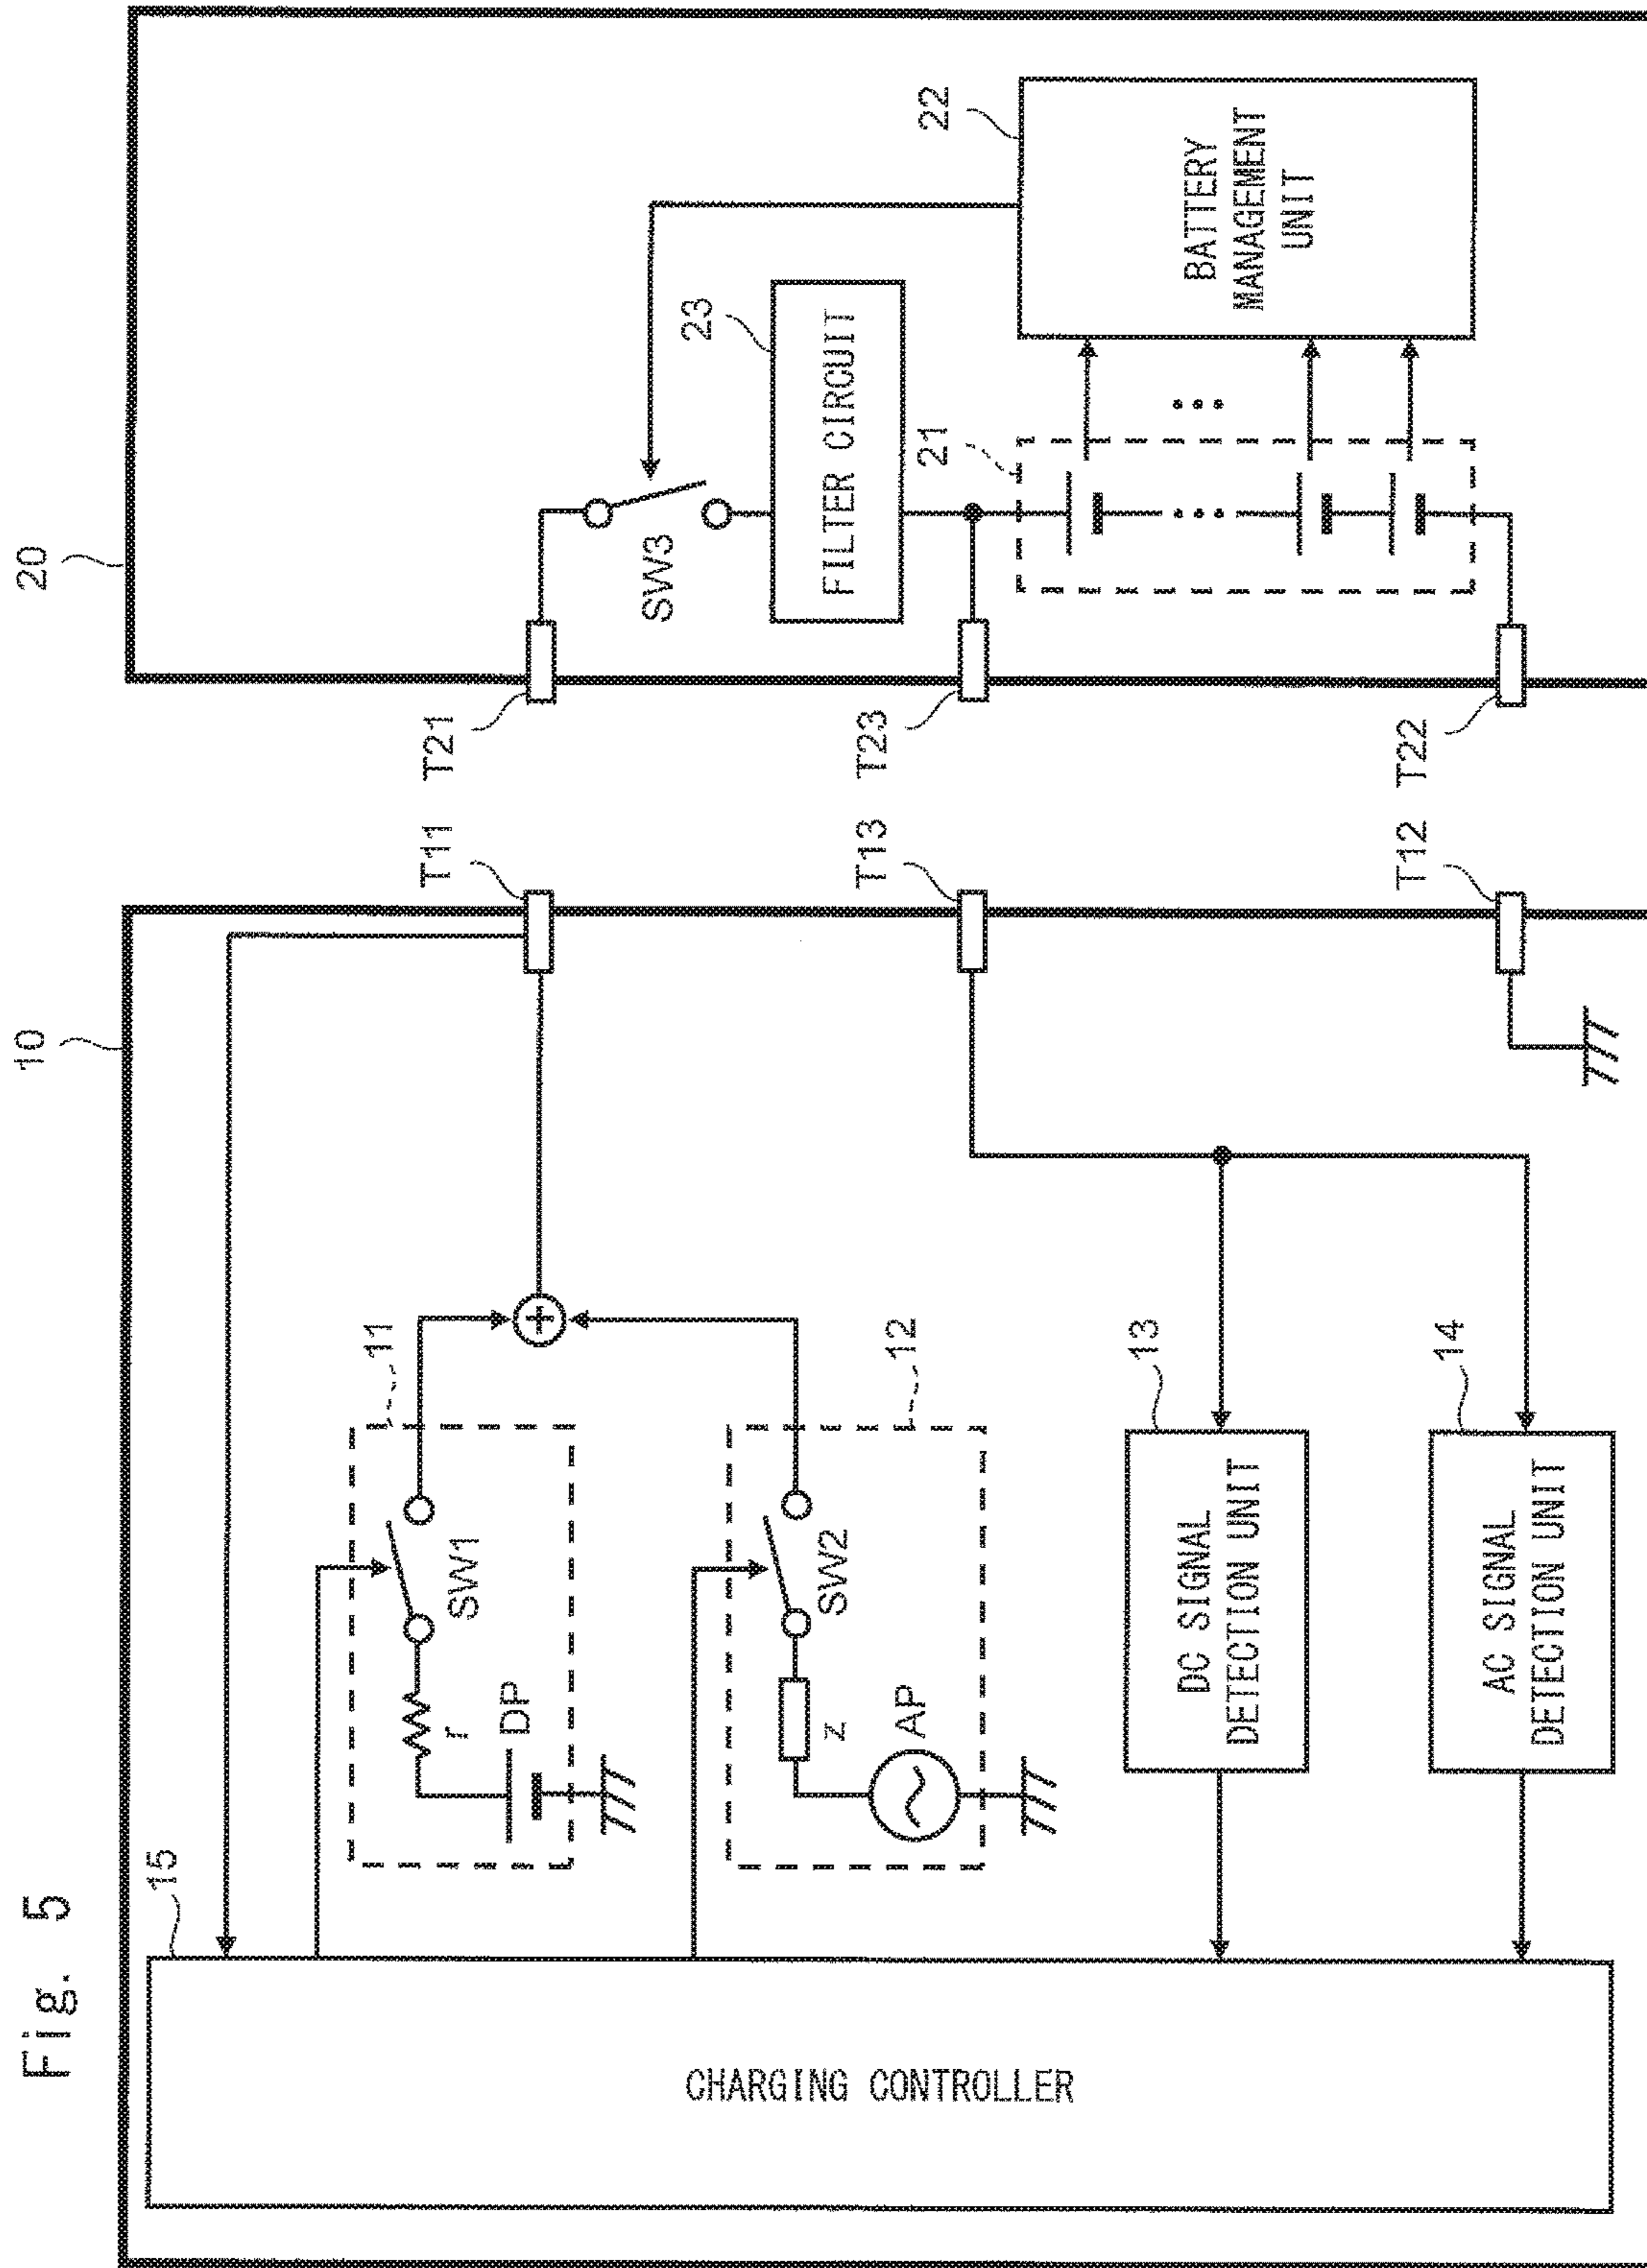 Fig. 5
10
20
15
CHARGING CONTROLLER
11
r
DP
SW1
12
z
AP
SW2
13
DC SIGNAL
DETECTION UNIT
14
AC SIGNAL
DETECTION UNIT
T11
T13
T12
T21
T23
T22
SW3
23
FILTER CIRCUIT
21
22
BATTERY
MANAGEMENT
UNIT